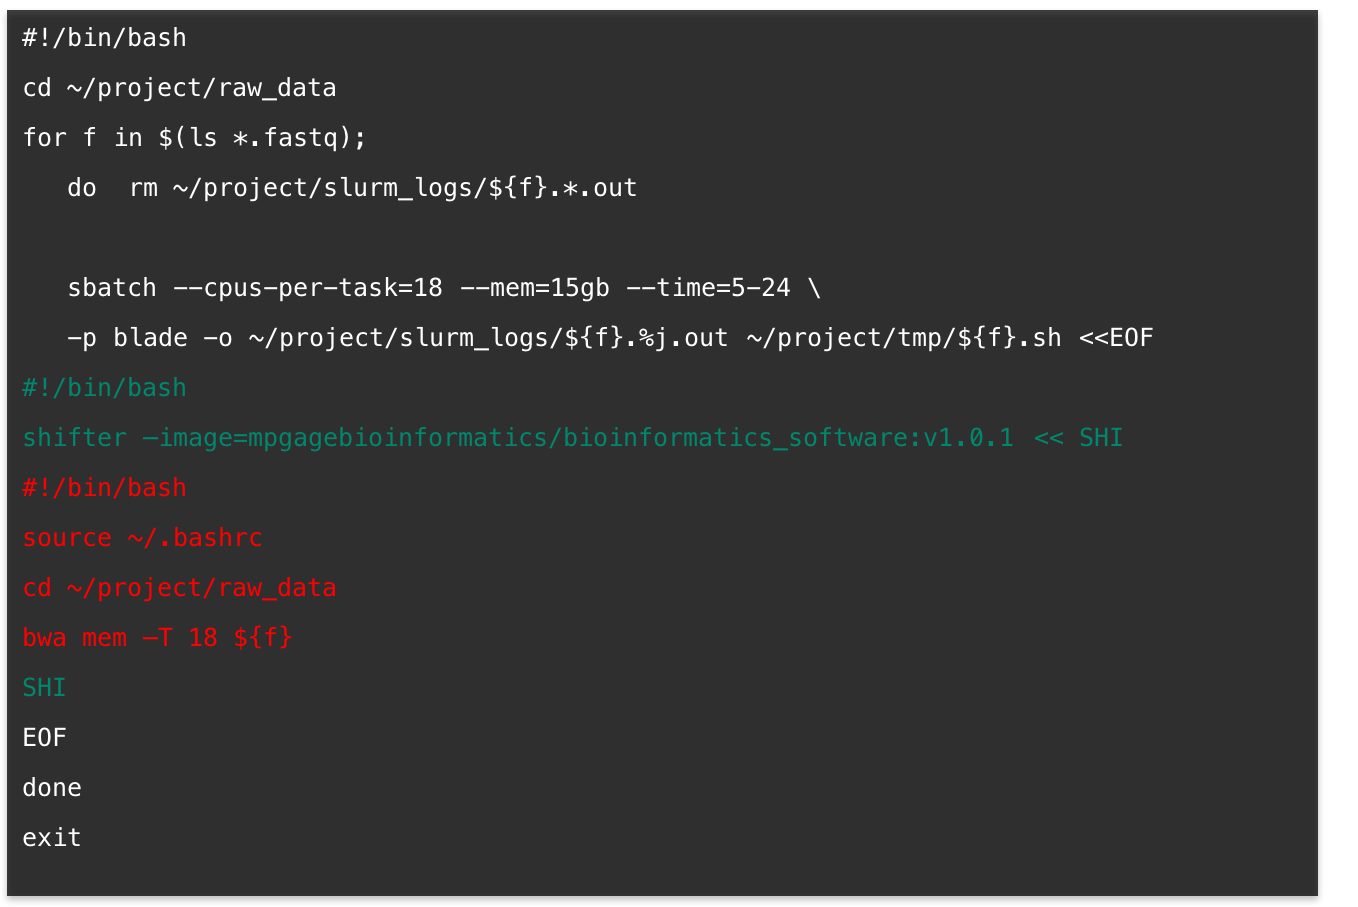 #!/bin/bash
cd ~/project/raw_data
for f in $(ls *.fastq);
do  rm ~/project/slurm_logs/${f}.*.out
sbatch --cpus-per-task=18 --mem=15gb --time=5-24 \
-p blade -o ~/project/slurm_logs/${f}.%j.out ~/project/tmp/${f}.sh <<EOF
#!/bin/bash
shifter –image=mpgagebioinformatics/bioinformatics_software:v1.0.1 << SHI
#!/bin/bash
source ~/.bashrc
cd ~/project/raw_data
bwa mem –T 18 ${f}
SHI
EOF
done
exit